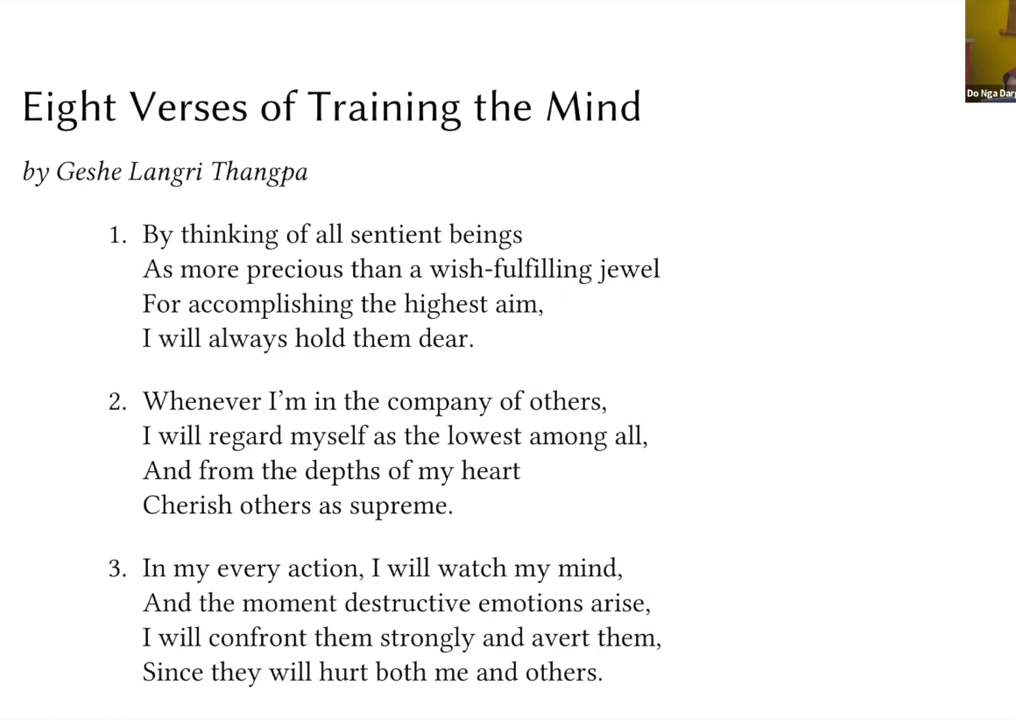 Eight Verses of Training the Mind
by Geshe Langri Thangpa
1. By thinking of all sentient beings
As more precious than a wish-fulfilling jewel
For accomplishing the highest aim,
I will always hold them dear.
2. Whenever I’m in the company of others,
I will regard myself as the lowest among all,
And from the depths of my heart
Cherish others as supreme.
3. In my every action, I will watch my mind,
And the moment destructive emotions arise,
I will confront them strongly and avert them,
Since they will hurt both me and others.
Do Nga